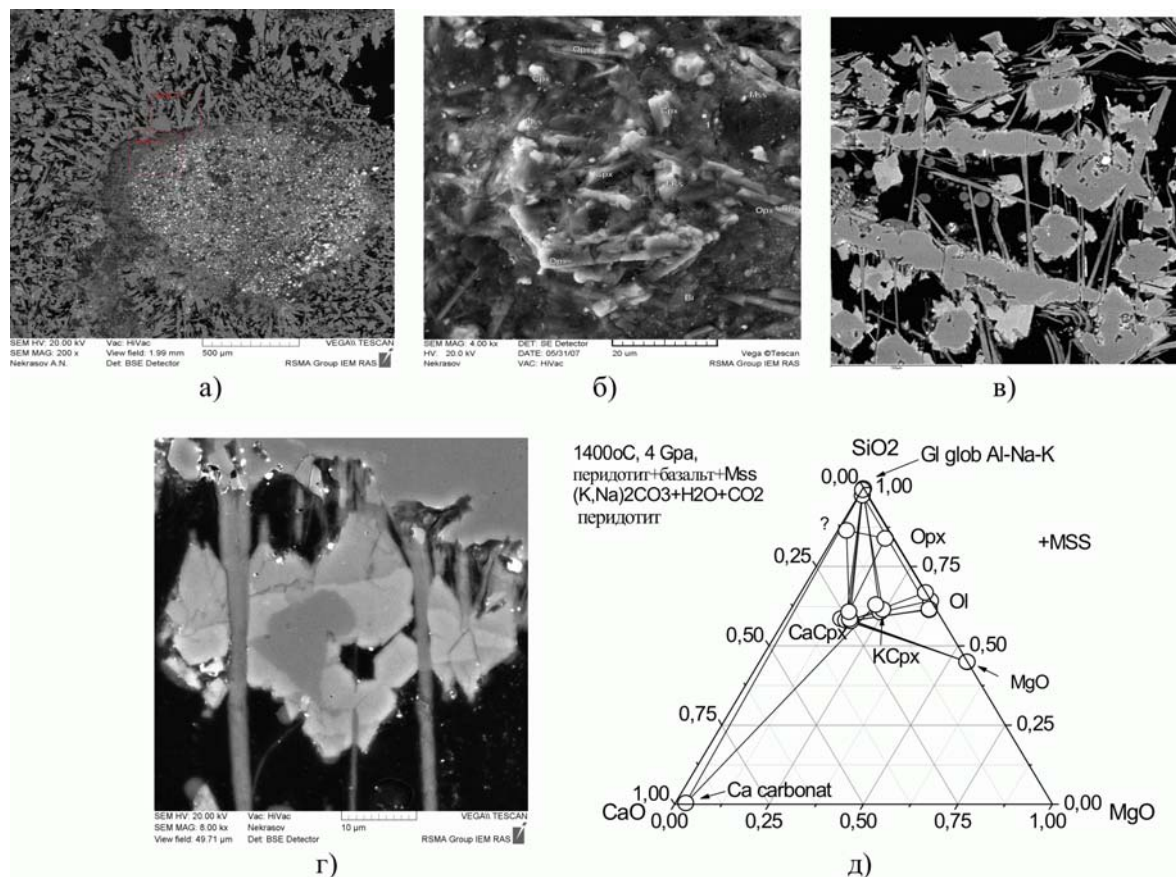 SEM HV: 20.00 kV Vac: HiVac VEGA\\ TESCAN
SEM MAG: 200 x View field: 1.99 mm 500 µm
Nekrasov A.N. Det: BSE Detector RSMA Group IEM RAS
а)
Opx
Cpx
Mss
Cpx
Opx
Bi
SEM MAG: 4.00 kx DET: SE Detector
HV: 20.0 kV DATE: 05/31/07 20 um Vega ©Tescan
Nekrasov VAC: HiVac RSMA Group IEM RAS
б)
в)
SEM HV: 20.00 kV Vac: HiVac VEGA\\ TESCAN
SEM MAG: 8.00 kx Nekrasov 10 µm
View field: 49.71 µm Det: BSE Detector RSMA Group IEM RAS
г)
1400oC, 4 Gpa,
перидотит+базальт+Mss
(K,Na)2CO3+H2O+CO2
перидотит
SiO2
Gl glob Al-Na-K
0,00 1,00
?
Opx
+MSS
0,25 0,75
Ol
CaCpx
0,50 0,50
KCpx
MgO
0,75 0,25
Ca carbonat
1,00 0,00
CaO 0,00 0,25 0,50 0,75 1,00 MgO
д)